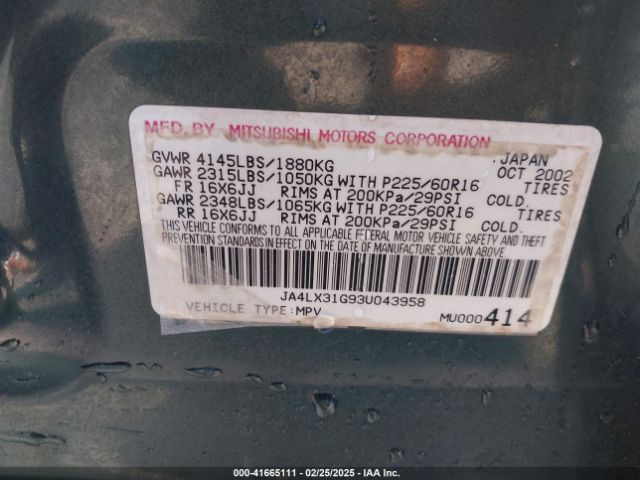 MFD. BY MITSUBISHI MOTORS CORPORATION
GVWR 4145LBS/1880KG JAPAN
GAWR 2315LBS/1050KG WITH P225/60R16 OCT 2002
FR 16X6JJ RIMS AT 200KPa/29PSI COLD. TIRES
GAWR 2348LBS/1065KG WITH P225/60R16
RR 16X6JJ RIMS AT 200KPa/29PSI COLD. TIRES
THIS VEHICLE CONFORMS TO ALL APPLICABLE FEDERAL MOTOR VEHICLE SAFETY AND THEFT
PREVENTION STANDARDS IN EFFECT ON THE DATE OF MANUFACTURE SHOWN ABOVE.
JA4LX31G93U043958
VEHICLE TYPE:MPV MU000414
000-41665111 - 02/25/2025 - IAA Inc.